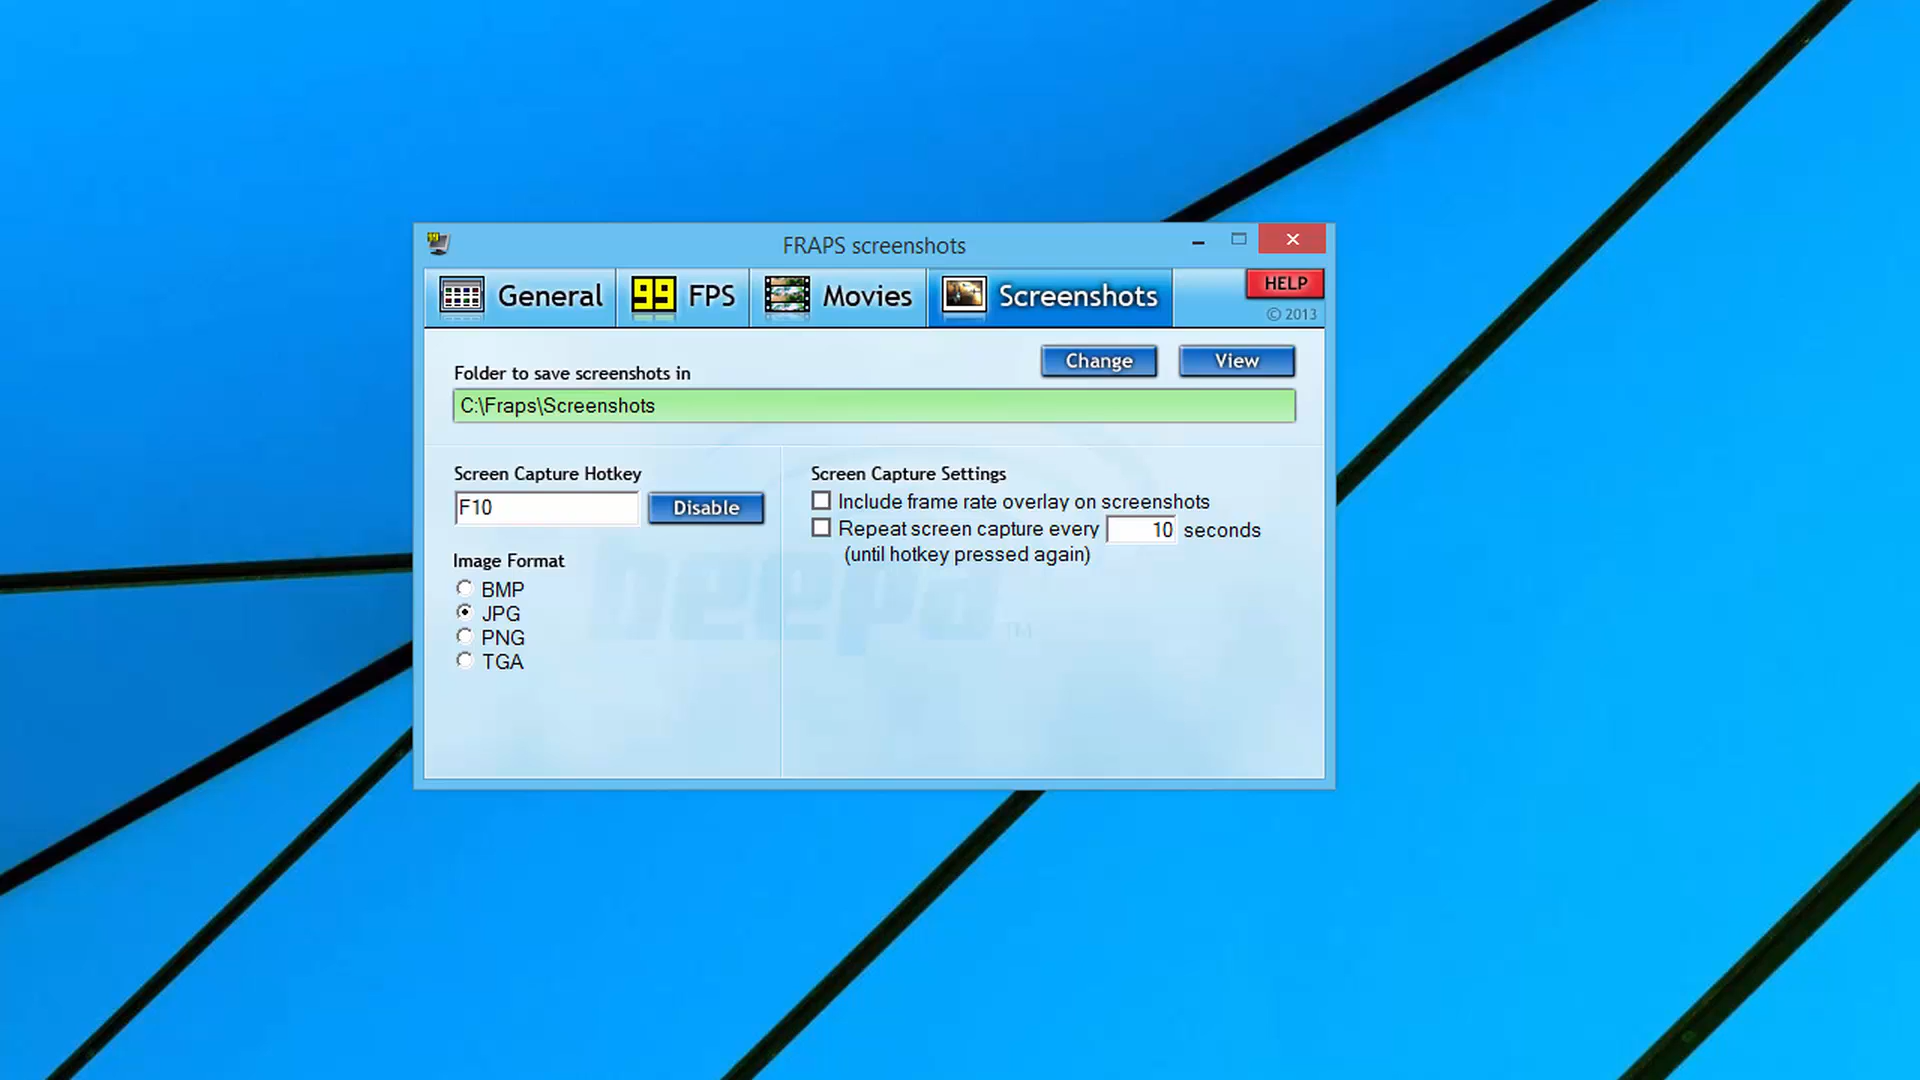 FRAPS screenshots
General
99 FPS
Movies
Screenshots
HELP
© 2013
Folder to save screenshots in
Change
View
C:\Fraps\Screenshots
Screen Capture Hotkey
F10
Disable
Image Format
BMP
JPG
PNG
TGA
Screen Capture Settings
Include frame rate overlay on screenshots
Repeat screen capture every 10 seconds
(until hotkey pressed again)
beepa TM